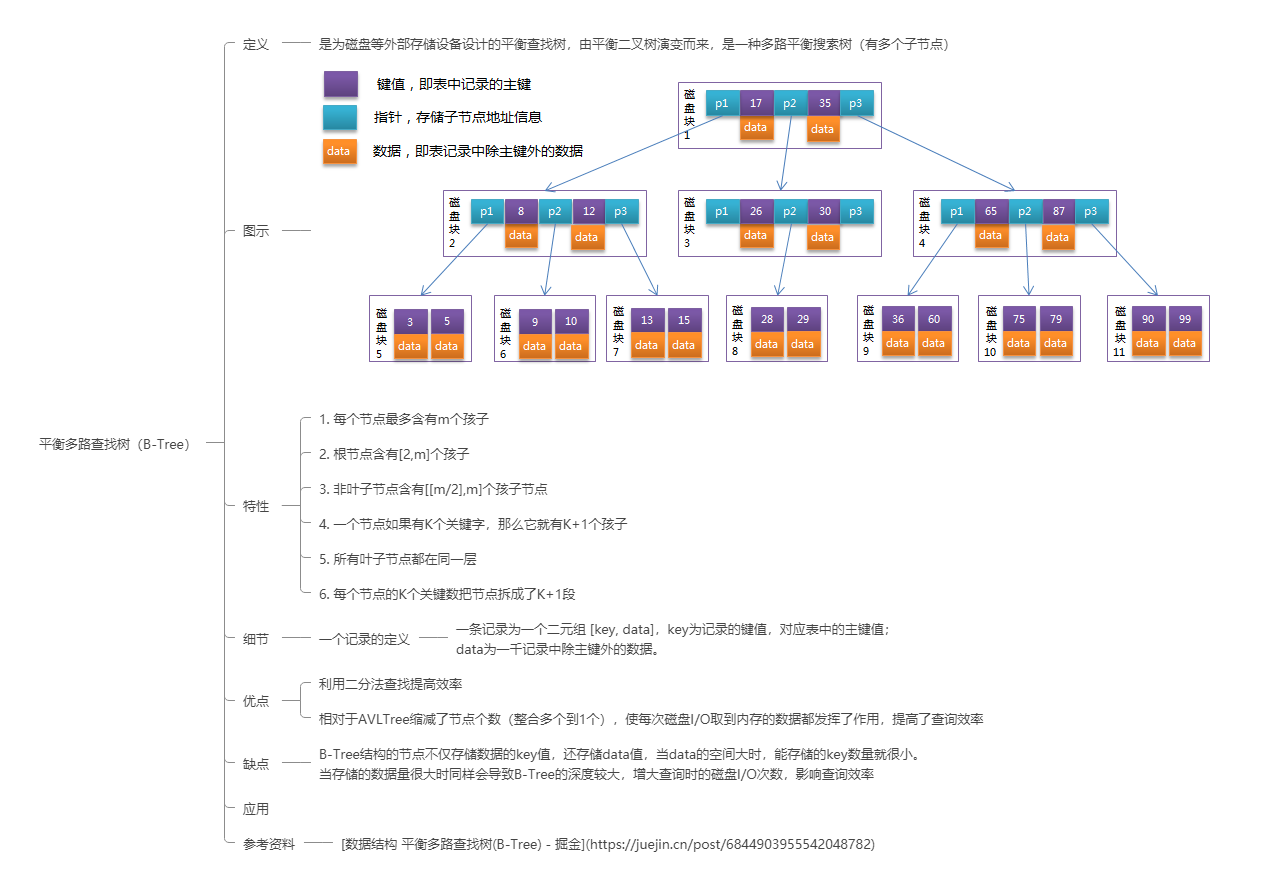 平衡多路查找树（B-Tree）
定义
是为磁盘等外部存储设备设计的平衡查找树，由平衡二叉树演变而来，是一种多路平衡搜索树（有多个子节点）
图示
键值，即表中记录的主键
指针，存储子节点地址信息
data 数据，即表记录中除主键外的数据
磁盘块1 p1 17 p2 35 p3
data data
磁盘块2 p1 8 p2 12 p3
data data
磁盘块3 p1 26 p2 30 p3
data data
磁盘块4 p1 65 p2 87 p3
data data
磁盘块5 3 5
data data
磁盘块6 9 10
data data
磁盘块7 13 15
data data
磁盘块8 28 29
data data
磁盘块9 36 60
data data
磁盘块10 75 79
data data
磁盘块11 90 99
data data
特性
1. 每个节点最多含有m个孩子
2. 根节点含有[2,m]个孩子
3. 非叶子节点含有[[m/2],m]个孩子节点
4. 一个节点如果有K个关键字，那么它就有K+1个孩子
5. 所有叶子节点都在同一层
6. 每个节点的K个关键数把节点拆成了K+1段
细节
一个记录的定义
一条记录为一个二元组 [key, data]，key为记录的键值，对应表中的主键值；
data为一千记录中除主键外的数据。
优点
利用二分法查找提高效率
相对于AVLTree缩减了节点个数（整合多个到1个），使每次磁盘I/O取到内存的数据都发挥了作用，提高了查询效率
缺点
B-Tree结构的节点不仅存储数据的key值，还存储data值，当data的空间大时，能存储的key数量就很小。
当存储的数据量很大时同样会导致B-Tree的深度较大，增大查询时的磁盘I/O次数，影响查询效率
应用
参考资料
[数据结构 平衡多路查找树(B-Tree) - 掘金](https://juejin.cn/post/6844903955542048782)